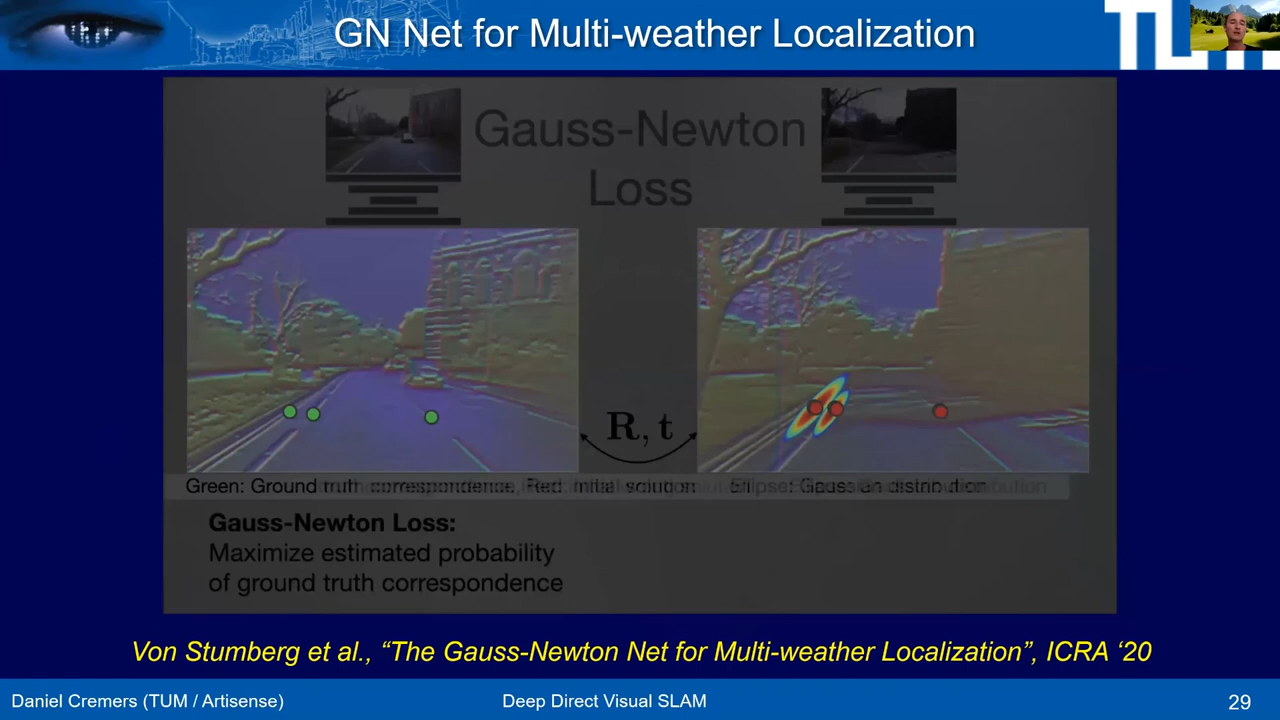 GN Net for Multi-weather Localization
Gauss-Newton
Loss
R, t
Green: Ground truth correspondence, Red: Initial solution Ellipse: Gaussian distribution
Gauss-Newton Loss:
Maximize estimated probability
of ground truth correspondence
Von Stumberg et al., “The Gauss-Newton Net for Multi-weather Localization”, ICRA ‘20
Daniel Cremers (TUM / Artisense)
Deep Direct Visual SLAM
29